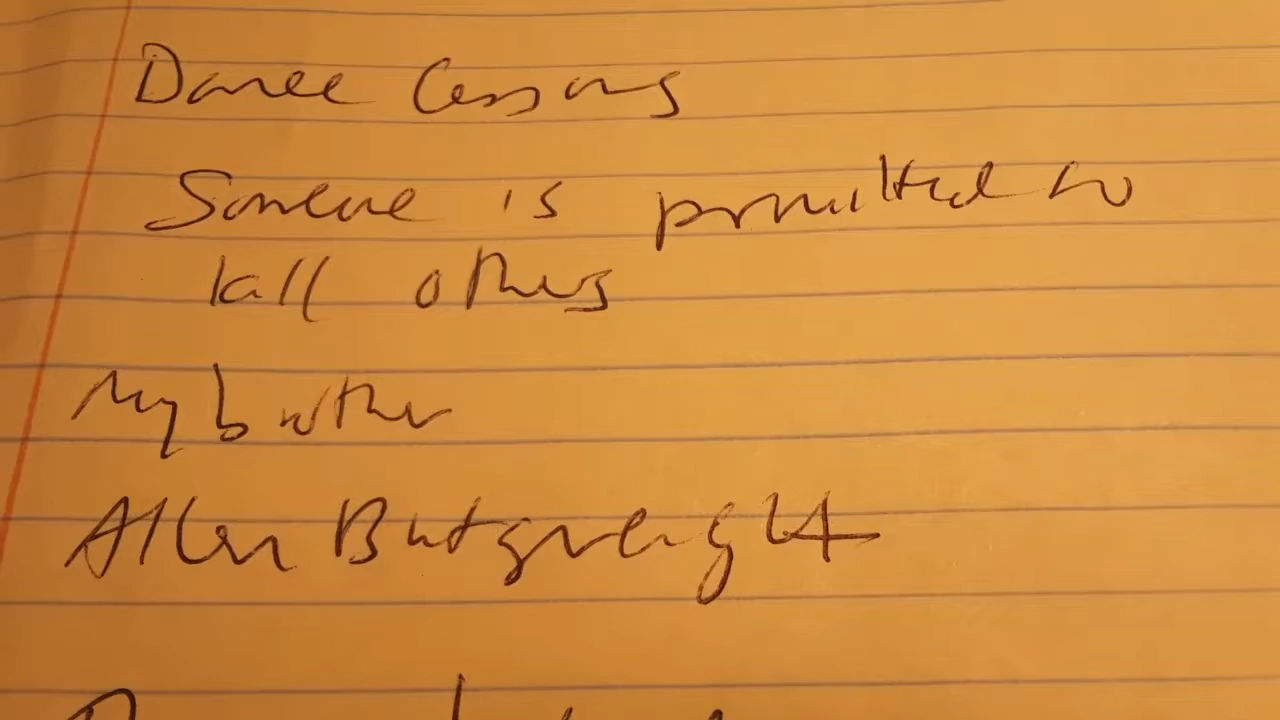 Dance Lessons
Someone is permitted to
kill others
My brother
Allen